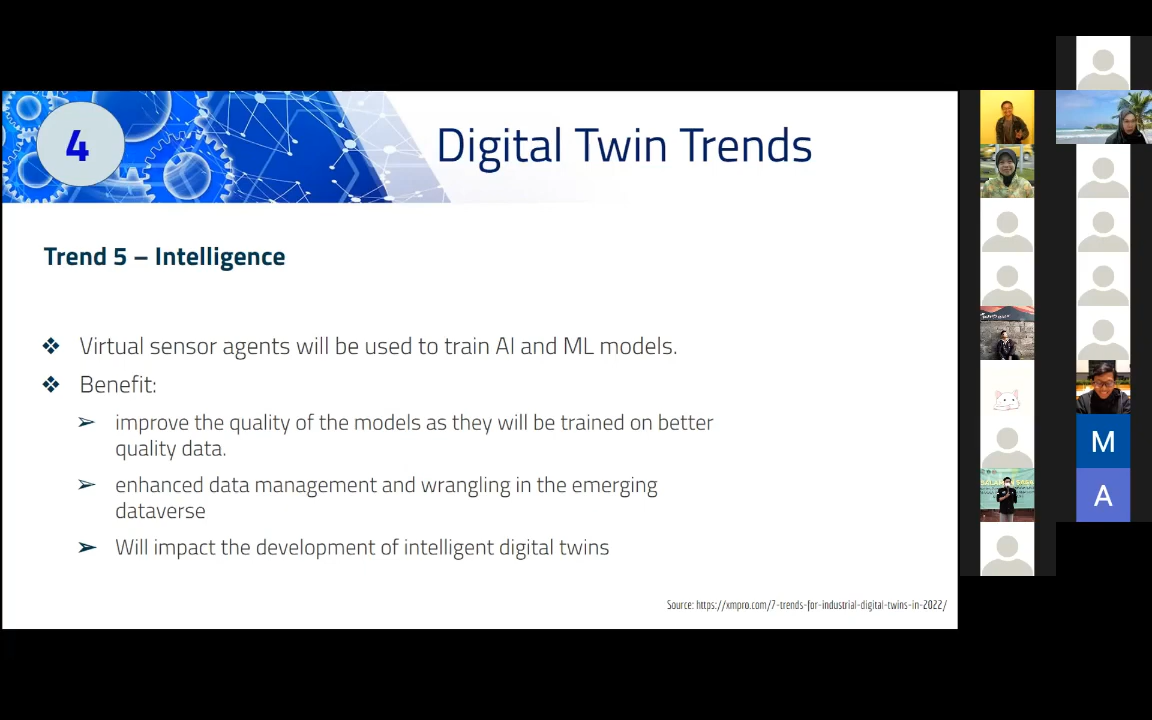 4
Digital Twin Trends
Trend 5 – Intelligence
❖ Virtual sensor agents will be used to train AI and ML models.
❖ Benefit:
➢ improve the quality of the models as they will be trained on better
quality data.
➢ enhanced data management and wrangling in the emerging
dataverse
➢ Will impact the development of intelligent digital twins
Source: https://xmpro.com/7-trends-for-industrial-digital-twins-in-2022/
M
A